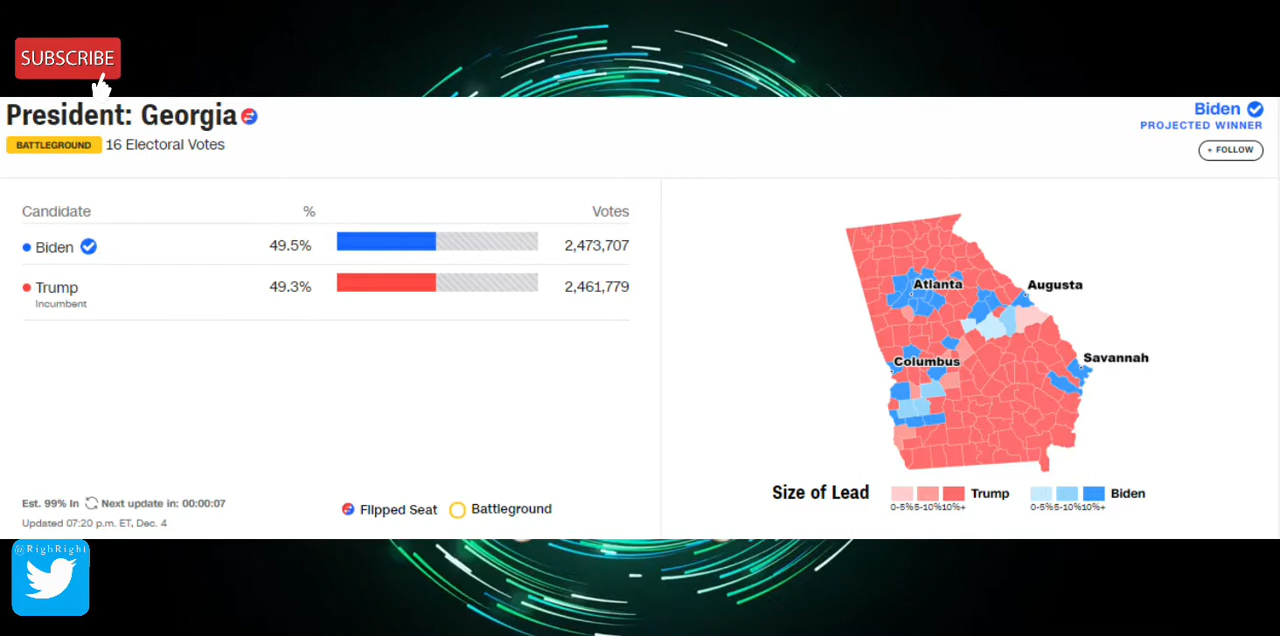 SUBSCRIBE
President: Georgia
BATTLEGROUND 16 Electoral Votes
Biden
PROJECTED WINNER
+ FOLLOW
Candidate % Votes
Biden 49.5% 2,473,707
Trump 49.3% 2,461,779
Incumbent
Atlanta
Augusta
Savannah
Columbus
Size of Lead Trump Biden
0-5%5-10%10%+ 0-5%5-10%10%+
Est. 99% In Next update in: 00:00:07
Updated 07:20 p.m. ET, Dec. 4
Flipped Seat Battleground
@RighRight